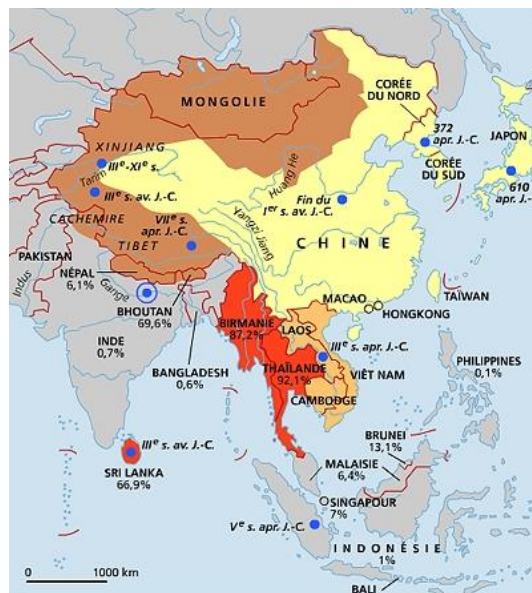 MONGOLIE
CORÉE
DU NORD
372
apr. J.-C.
JAPON
CORÉE
DU SUD
610
apr. J.-C
XINJIANG
IIIe-XIe s.
Tarim
IIIe s. av. J.-C.
Huang He
Fin du
Ier s. av. J.-C.
CACHEMIRE
VIIe s.
apr. J.-C.
TIBET
Yangzi Jiang
CHINE
PAKISTAN
Indus
NÉPAL
6,1%
Gange
BHOUTAN
69,6%
MACAO
HONGKONG
TAÏWAN
INDE
0,7%
BANGLADESH
0,6%
BIRMANIE
87,2%
LAOS
IIIe s. apr. J.-C.
THAÏLANDE
92,1%
VIÊT NAM
CAMBODGE
PHILIPPINES
0,1%
IIIe s. av. J.-C.
SRI LANKA
66,9%
BRUNEI
13,1%
MALAISIE
6,4%
SINGAPOUR
7%
Ve s. apr. J.-C.
INDONÉSIE
1%
BALI
0
1000 km